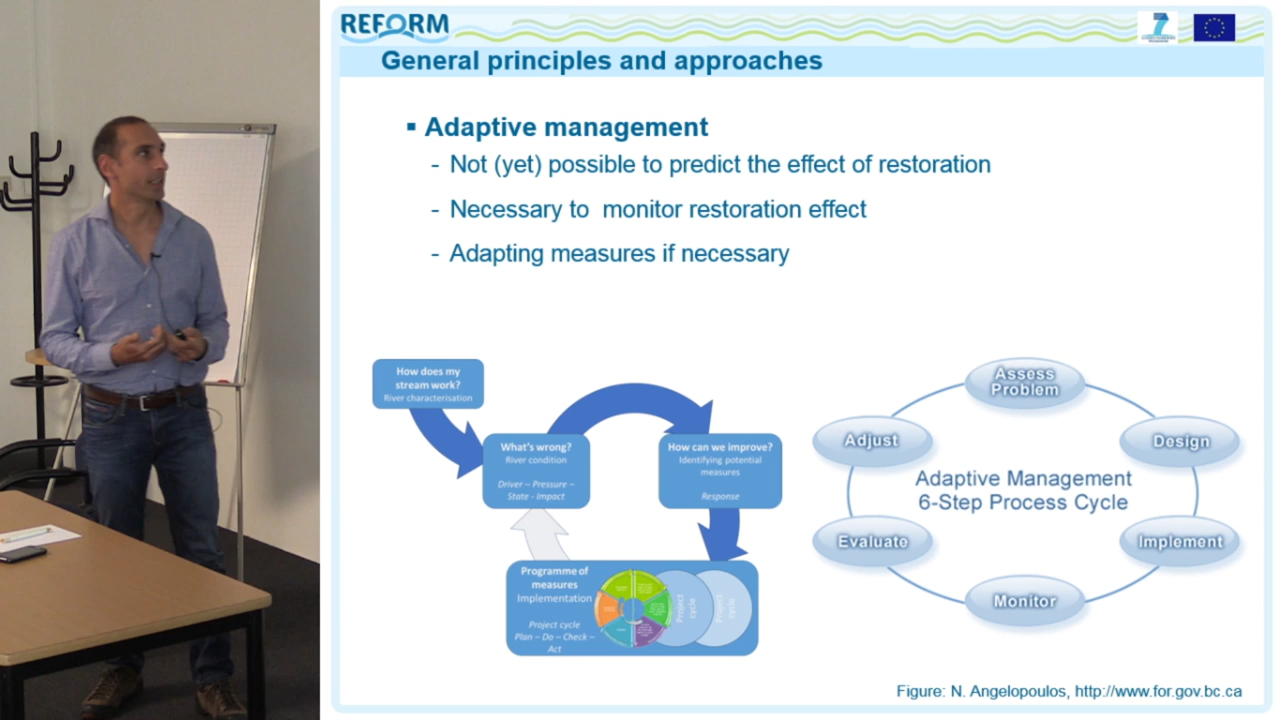 REFORM
7
General principles and approaches
▪ Adaptive management
- Not (yet) possible to predict the effect of restoration
- Necessary to monitor restoration effect
- Adapting measures if necessary
How does my
stream work?
River characterisation
What's wrong?
River condition
Driver – Pressure –
State - Impact
How can we improve?
Identifying potential
measures
Response
Programme of
measures
Implementation
Project cycle
Plan – Do – Check –
Act
Project
cycle
Project
cycle
Assess
Problem
Adjust
Design
Adaptive Management
6-Step Process Cycle
Evaluate
Implement
Monitor
Figure: N. Angelopoulos, http://www.for.gov.bc.ca